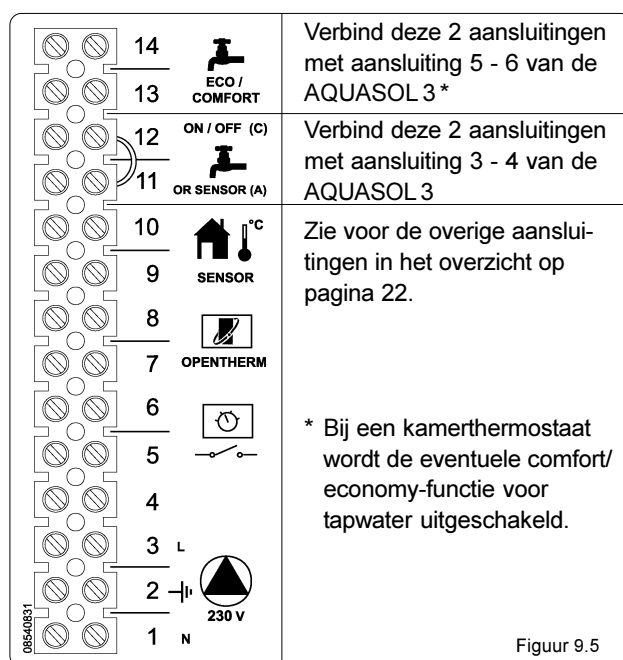 14
ECO /
COMFORT
13
Verbind deze 2 aansluitingen
met aansluiting 5 - 6 van de
AQUASOL 3 *
12
ON / OFF (C)
11
OR SENSOR (A)
Verbind deze 2 aansluitingen
met aansluiting 3 - 4 van de
AQUASOL 3
10
°C
9
SENSOR
Zie voor de overige aanslui-
tingen in het overzicht op
pagina 22.
8
7
OPENTHERM
6
5
4
3 L
2
230 V
1 N
* Bij een kamerthermostaat
wordt de eventuele comfort/
economy-functie voor
tapwater uitgeschakeld.
08540831
Figuur 9.5